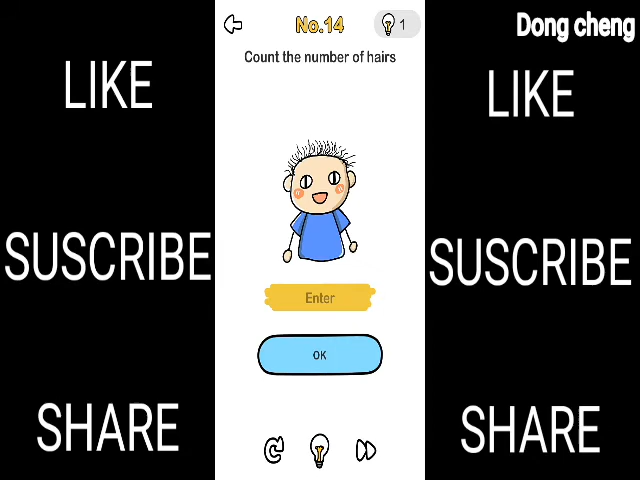 No.14
1
Dong cheng
Count the number of hairs
LIKE
LIKE
SUSCRIBE
SUSCRIBE
Enter
OK
SHARE
SHARE